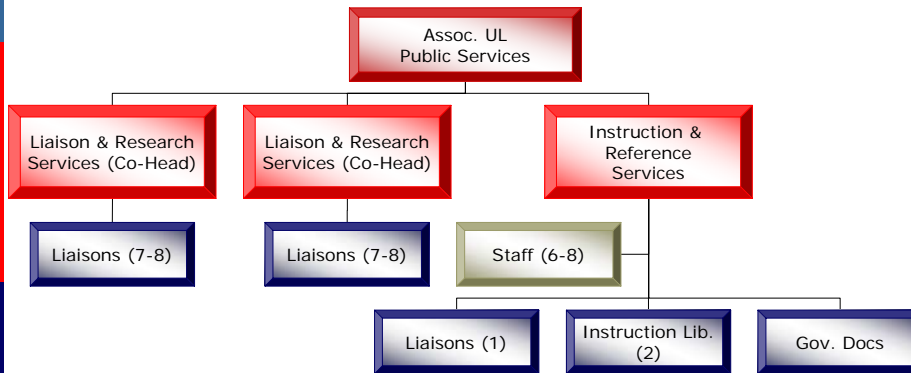 Assoc. UL
Public Services
Liaison & Research
Services (Co-Head)
Liaison & Research
Services (Co-Head)
Instruction &
Reference
Services
Liaisons (7-8)
Liaisons (7-8)
Staff (6-8)
Liaisons (1)
Instruction Lib.
(2)
Gov. Docs